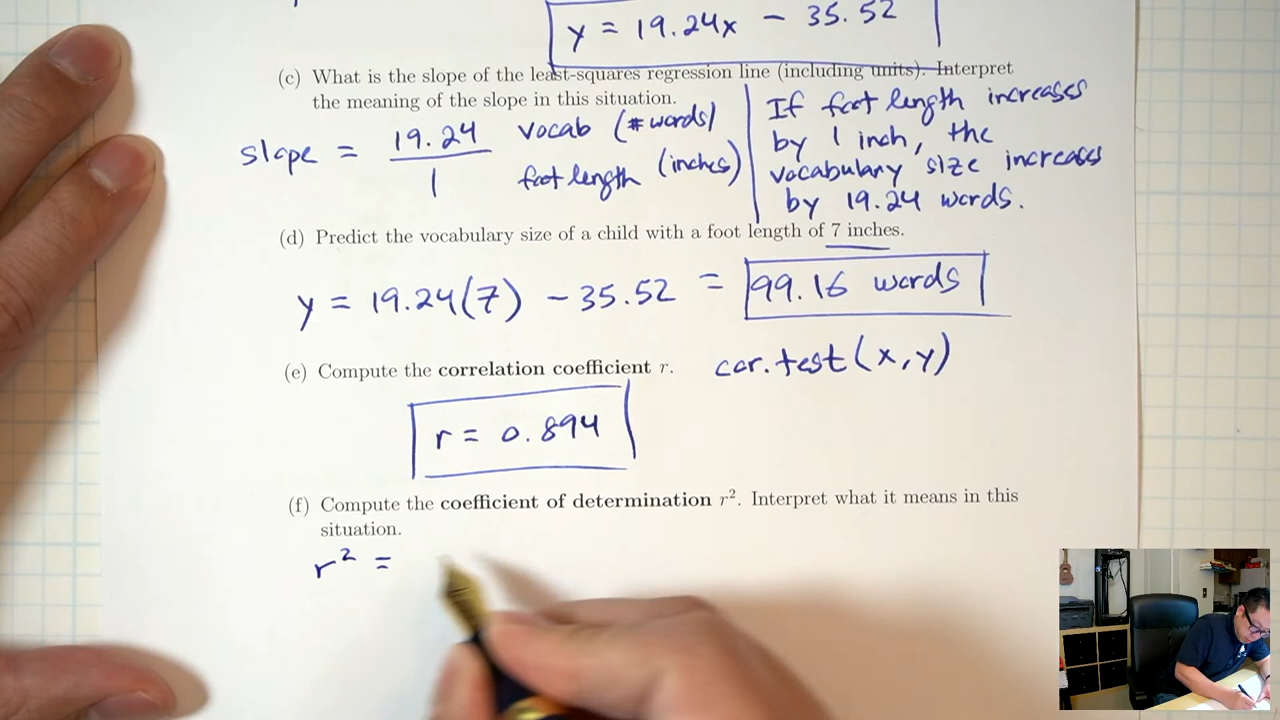 y = 19.24x - 35.52
(c) What is the slope of the least-squares regression line (including units). Interpret
the meaning of the slope in this situation.
slope = 19.24 / 1 vocab (#words) / foot length (inches)
If foot length increases
by 1 inch, the
vocabulary size increases
by 19.24 words.
(d) Predict the vocabulary size of a child with a foot length of 7 inches.
y = 19.24(7) - 35.52 = 99.16 words
(e) Compute the correlation coefficient r. cor.test(x,y)
r = 0.894
(f) Compute the coefficient of determination r². Interpret what it means in this
situation.
r² =